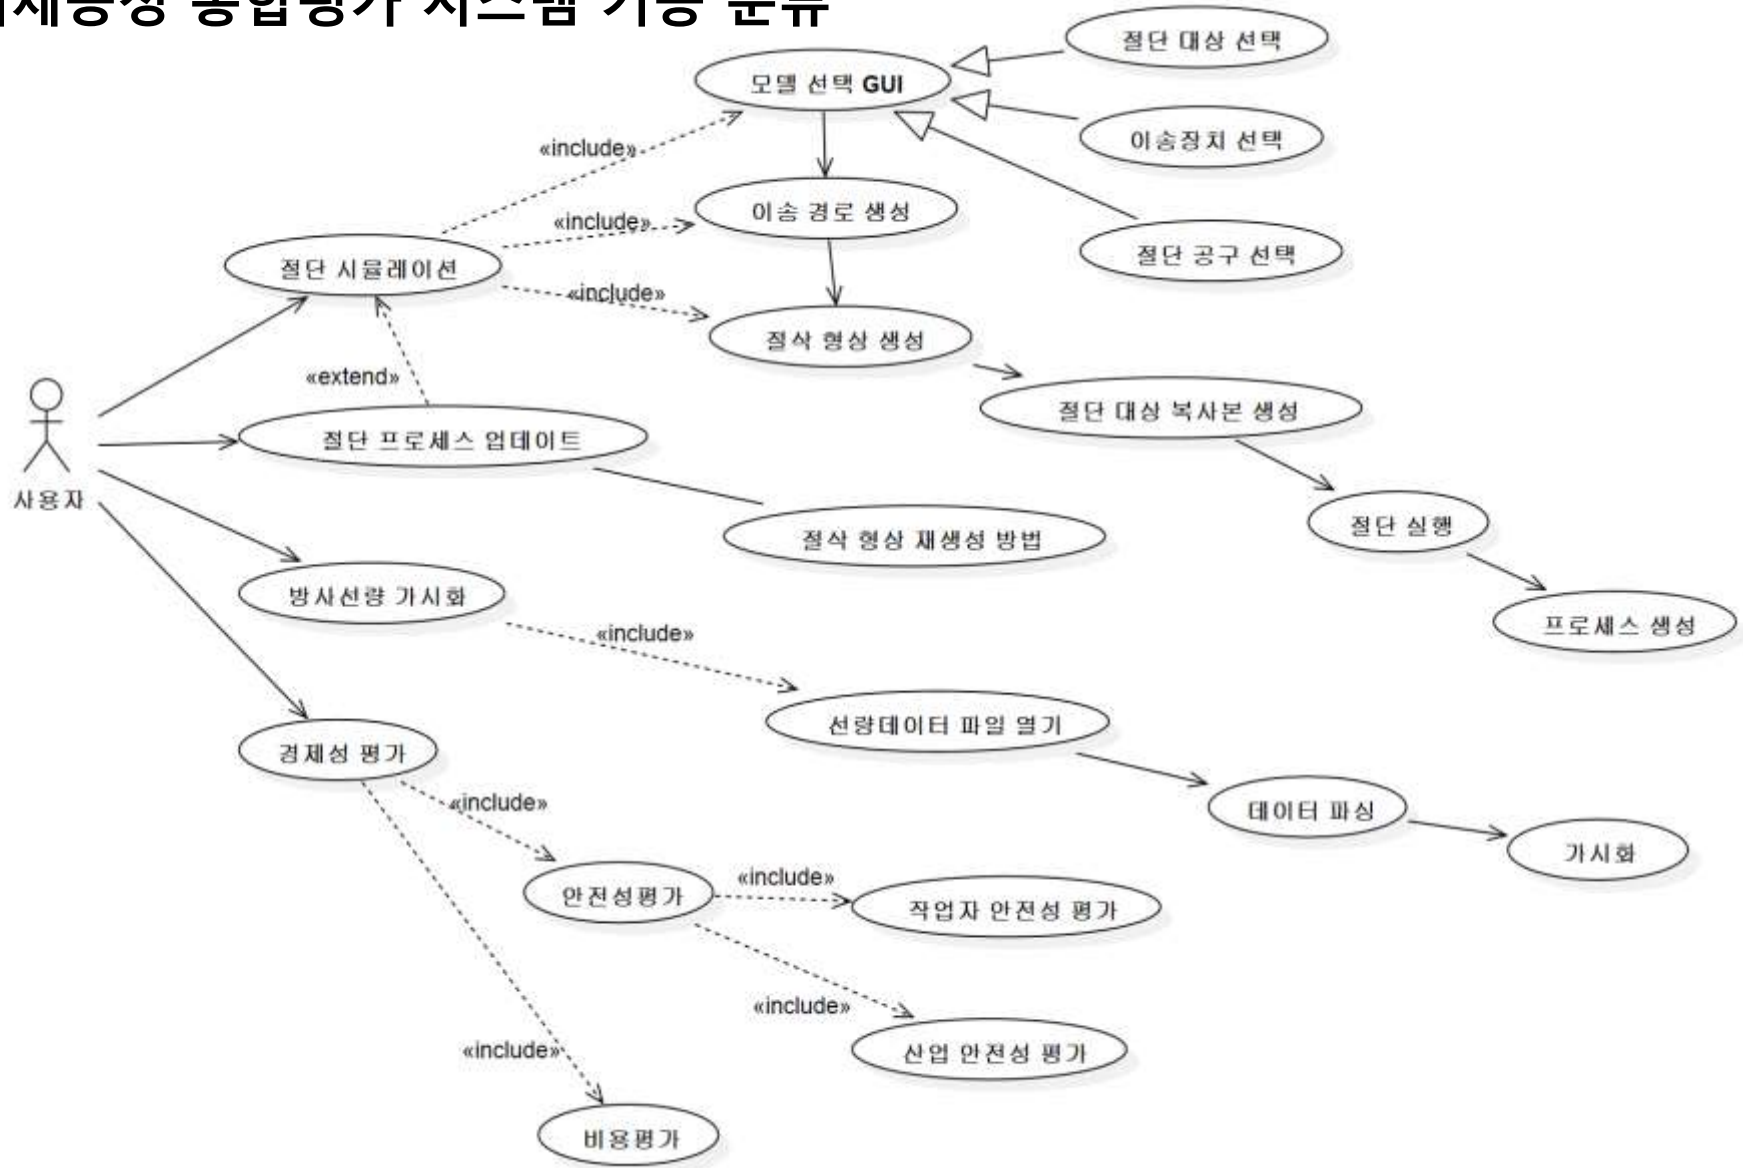 종합평가 시스템 기능 분류
절단 대상 선택
모델 선택 GUI
이송장치 선택
«include»
이송 경로 생성
«include»
절단 공구 선택
절단 시뮬레이션
«include»
절삭 형상 생성
«extend»
절단 대상 복사본 생성
절단 프로세스 업데이트
사용자
절단 실행
절삭 형상 재생성 방법
방사선량 가시화
프로세스 생성
«include»
선량데이터 파일 열기
경제성 평가
«include»
데이터 파싱
가시화
«include»
안전성평가
작업자 안전성 평가
«include»
산업 안전성 평가
«include»
비용평가